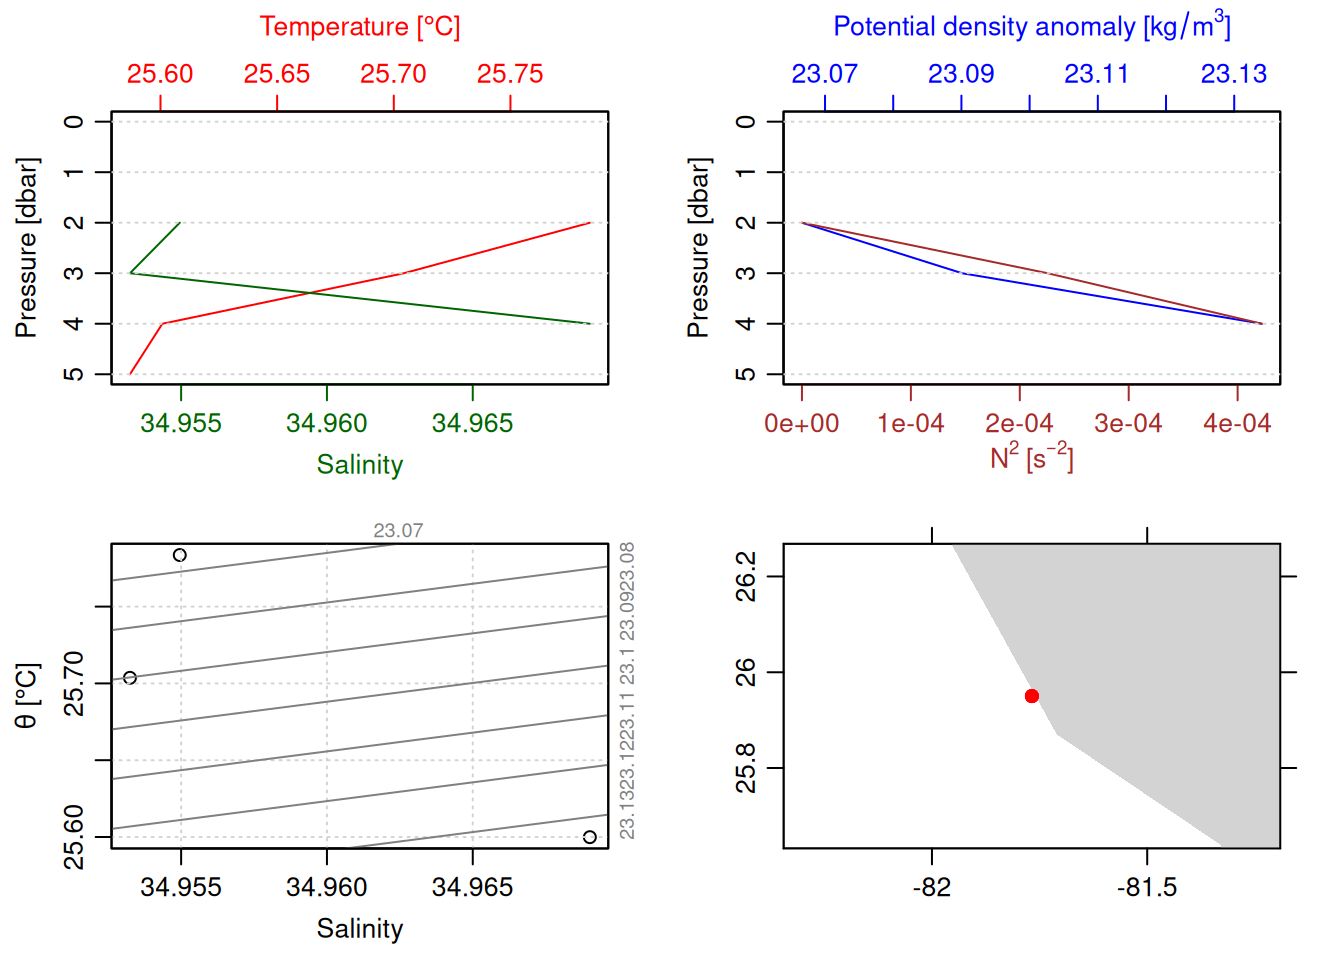 Temperature [°C]
25.60 25.65 25.70 25.75
Pressure [dbar]
0
1
2
3
4
5
34.955 34.960 34.965
Salinity
Potential density anomaly [kg/m³]
23.07 23.09 23.11 23.13
Pressure [dbar]
0
1
2
3
4
5
0e+00 1e-04 2e-04 3e-04 4e-04
N² [s⁻²]
23.07
θ [°C]
25.70
25.60
23.08
23.09
23.1
23.11
23.12
23.12
23.13
34.955 34.960 34.965
Salinity
26.2
26
25.8
-82 -81.5